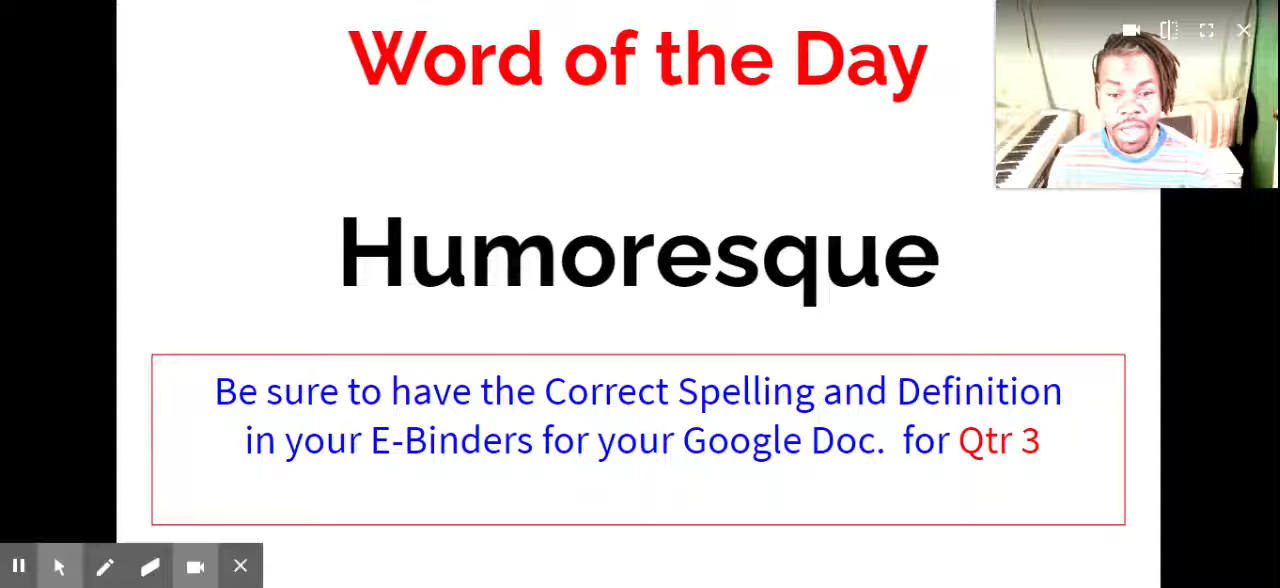 Word of the Day
Humoresque
Be sure to have the Correct Spelling and Definition
in your E-Binders for your Google Doc.  for Qtr 3